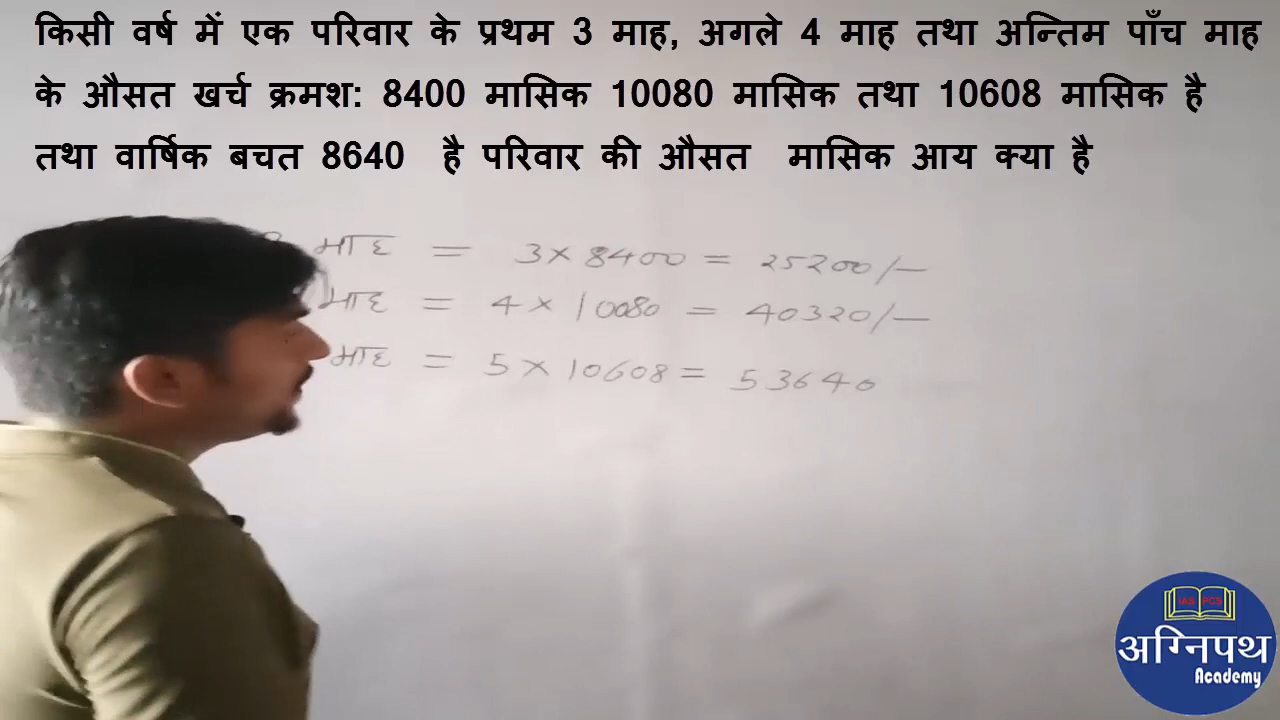 किसी वर्ष में एक परिवार के प्रथम 3 माह, अगले 4 माह तथा अन्तिम पाँच माह
के औसत खर्च क्रमश: 8400 मासिक 10080 मासिक तथा 10608 मासिक है
तथा वार्षिक बचत 8640 है परिवार की औसत मासिक आय क्या है
माह = 3 × 8400 = 25200/-
माह = 4 × 10080 = 40320/-
माह = 5 × 10608 = 53640
IAS PCS
अग्निपथ
Academy